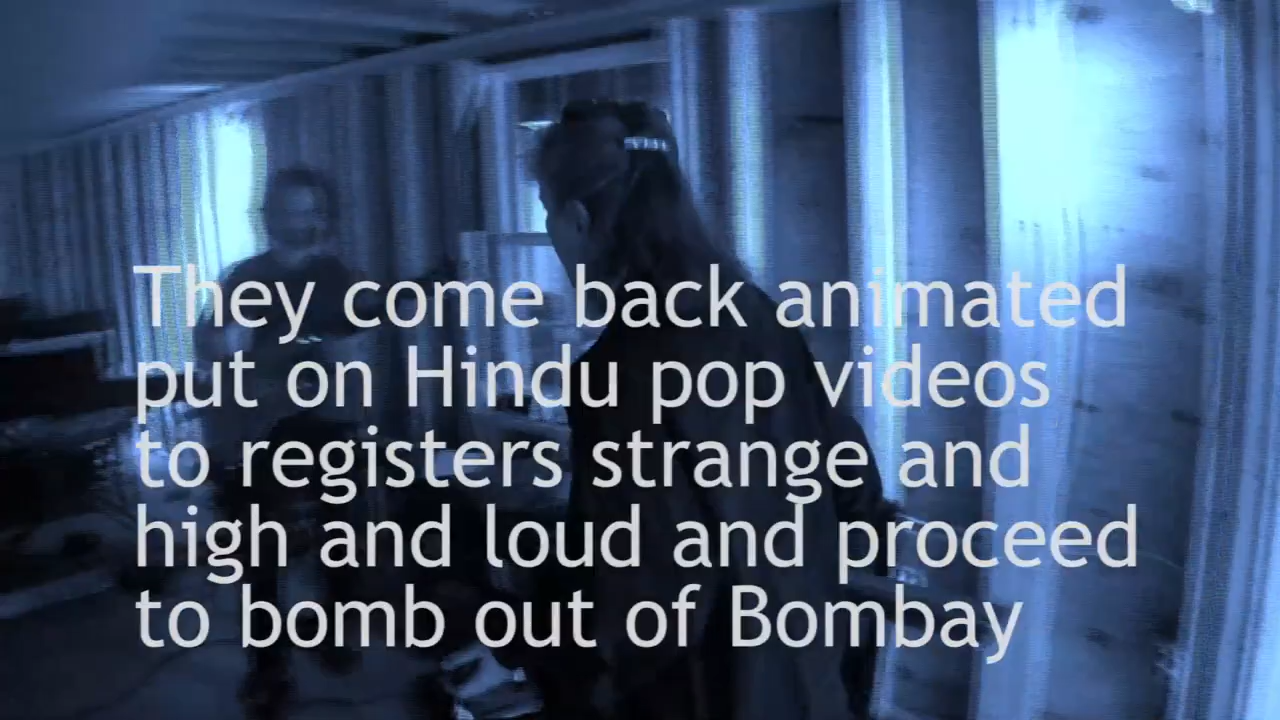 They come back animated
put on Hindu pop videos
to registers strange and
high and loud and proceed
to bomb out of Bombay